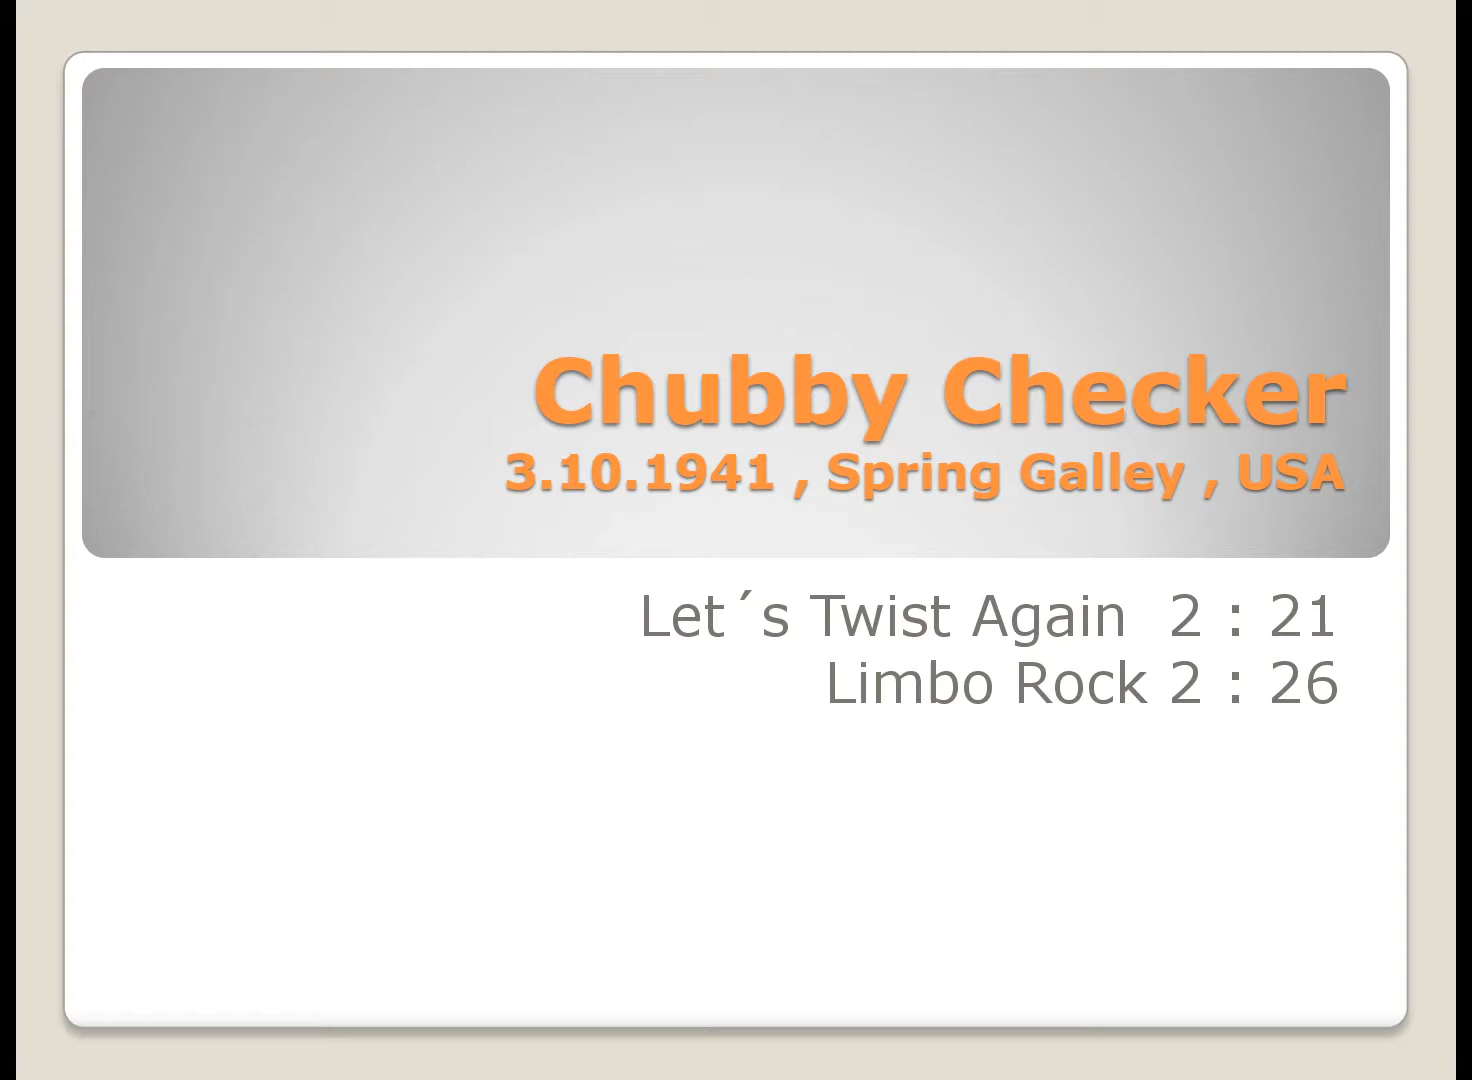 Chubby Checker
3.10.1941 , Spring Galley , USA
Let´s Twist Again  2 : 21
Limbo Rock 2 : 26